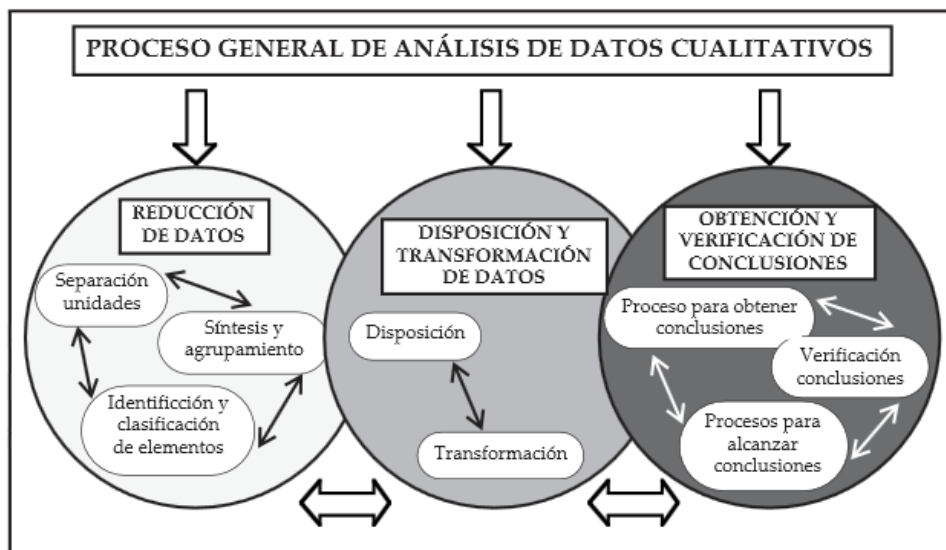 PROCESO GENERAL DE ANÁLISIS DE DATOS CUALITATIVOS
REDUCCIÓN
DE DATOS
Separación
unidades
Síntesis y
agrupamiento
Identificción y
clasificación
de elementos
DISPOSICIÓN Y
TRANSFORMACIÓN
DE DATOS
Disposición
Transformación
OBTENCIÓN Y
VERIFICACIÓN DE
CONCLUSIONES
Proceso para obtener
conclusiones
Verificación
conclusiones
Procesos para
alcanzar
conclusiones